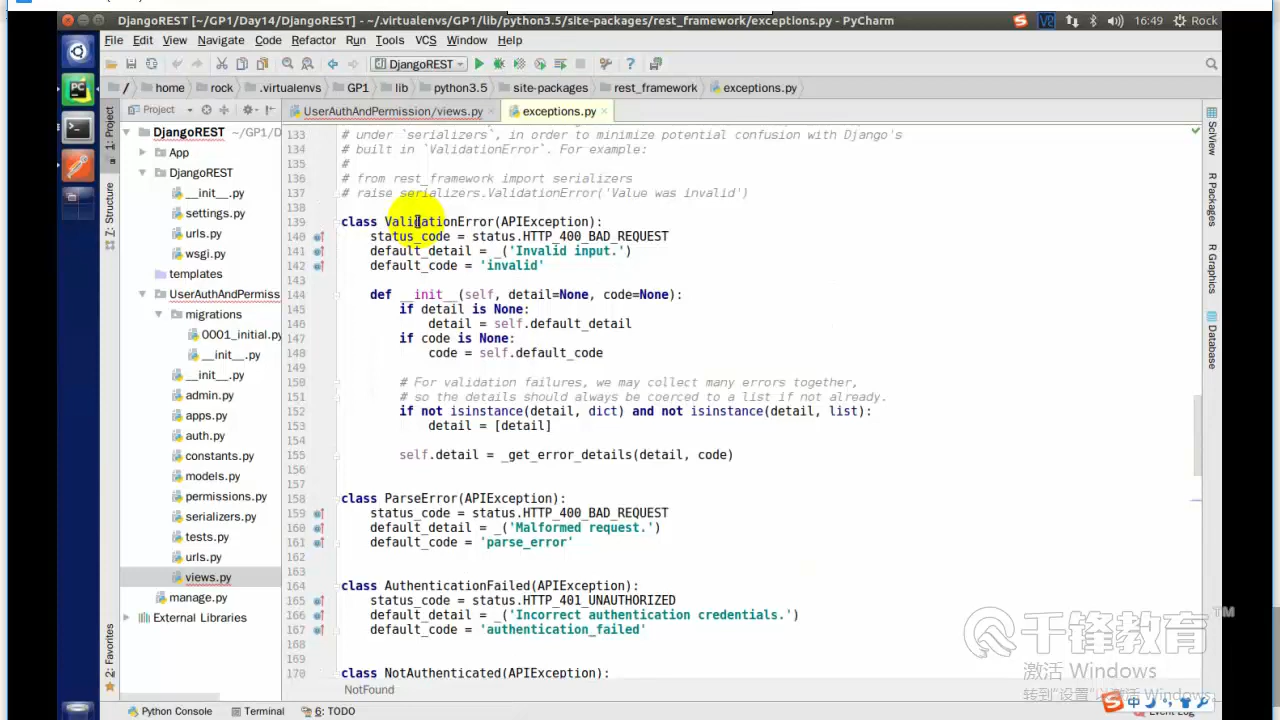 DjangoREST [~/GP1/Day14/DjangoREST] - ~/.virtualenvs/GP1/lib/python3.5/site-packages/rest_framework/exceptions.py - PyCharm
16:49 Rock
File Edit View Navigate Code Refactor Run Tools VCS Window Help
DjangoREST
/ home rock .virtualenvs GP1 lib python3.5 site-packages rest_framework exceptions.py
Project
UserAuthAndPermission/views.py
exceptions.py
1: Project
7: Structure
2: Favorites
DjangoREST ~/GP1/D
App
DjangoREST
__init__.py
settings.py
urls.py
wsgi.py
templates
UserAuthAndPermiss
migrations
0001_initial.py
__init__.py
__init__.py
admin.py
apps.py
auth.py
constants.py
models.py
permissions.py
serializers.py
tests.py
urls.py
views.py
manage.py
External Libraries
133 # under `serializers`, in order to minimize potential confusion with Django's
134 # built in `ValidationError`. For example:
135 #
136 # from rest_framework import serializers
137 # raise serializers.ValidationError('Value was invalid')
138
139 class ValidationError(APIException):
140 status_code = status.HTTP_400_BAD_REQUEST
141 default_detail = _('Invalid input.')
142 default_code = 'invalid'
143
144 def __init__(self, detail=None, code=None):
145 if detail is None:
146 detail = self.default_detail
147 if code is None:
148 code = self.default_code
149
150 # For validation failures, we may collect many errors together,
151 # so the details should always be coerced to a list if not already.
152 if not isinstance(detail, dict) and not isinstance(detail, list):
153 detail = [detail]
154
155 self.detail = _get_error_details(detail, code)
156
157
158 class ParseError(APIException):
159 status_code = status.HTTP_400_BAD_REQUEST
160 default_detail = _('Malformed request.')
161 default_code = 'parse_error'
162
163
164 class AuthenticationFailed(APIException):
165 status_code = status.HTTP_401_UNAUTHORIZED
166 default_detail = _('Incorrect authentication credentials.')
167 default_code = 'authentication_failed'
168
169
170 class NotAuthenticated(APIException):
NotFound
SciView
R Packages
R Graphics
Database
千锋教育™
激活 Windows
转到"设置"以激活 Windows。
中
Python Console Terminal 6: TODO Event Log